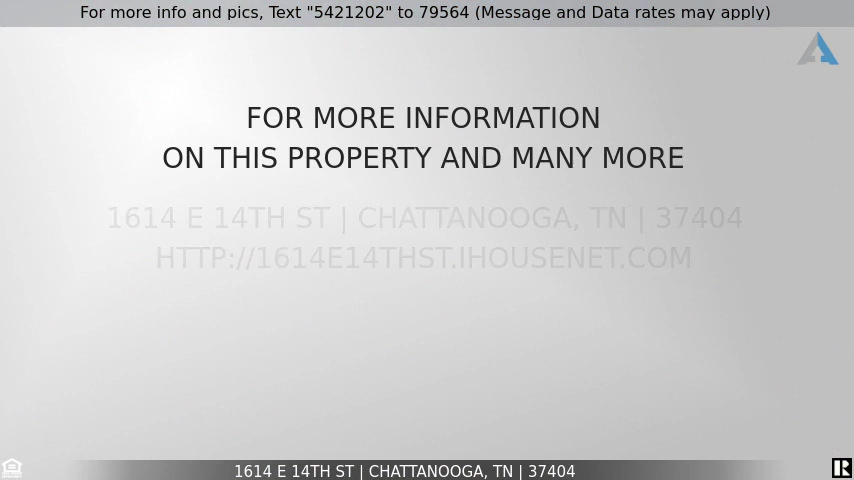 For more info and pics, Text "5421202" to 79564 (Message and Data rates may apply)
FOR MORE INFORMATION
ON THIS PROPERTY AND MANY MORE
1614 E 14TH ST | CHATTANOOGA, TN | 37404
HTTP://1614E14THST.IHOUSENET.COM
1614 E 14TH ST | CHATTANOOGA, TN | 37404